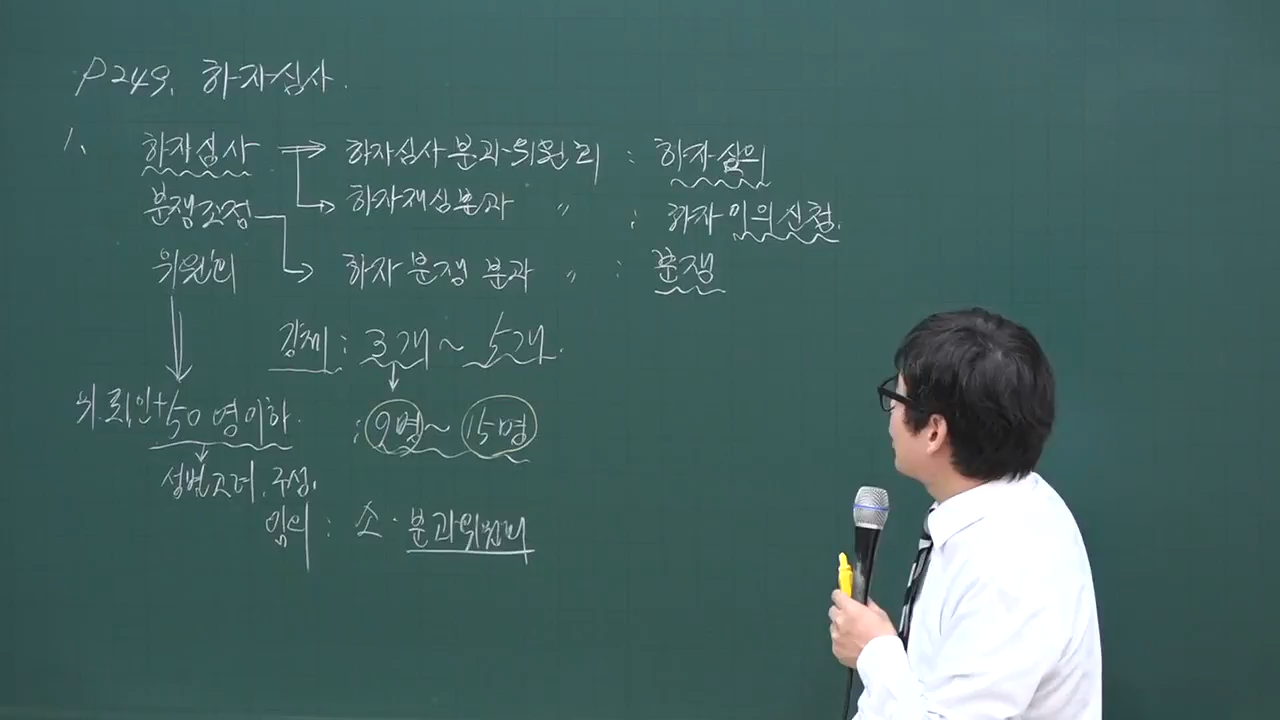 P249. 하자심사.
1. 하자심사 ⇒ 하자심사분과위원회 : 하자심의
분쟁조정 → 하자재심분과 〃 : 하자이의신청.
위원회 → 하자분쟁분과 〃 : 분쟁
강제 : 3개~5개.
위.원.인+50명이하. : 9명~15명
성별고려. 구성.
임의 : 소.분과위원회